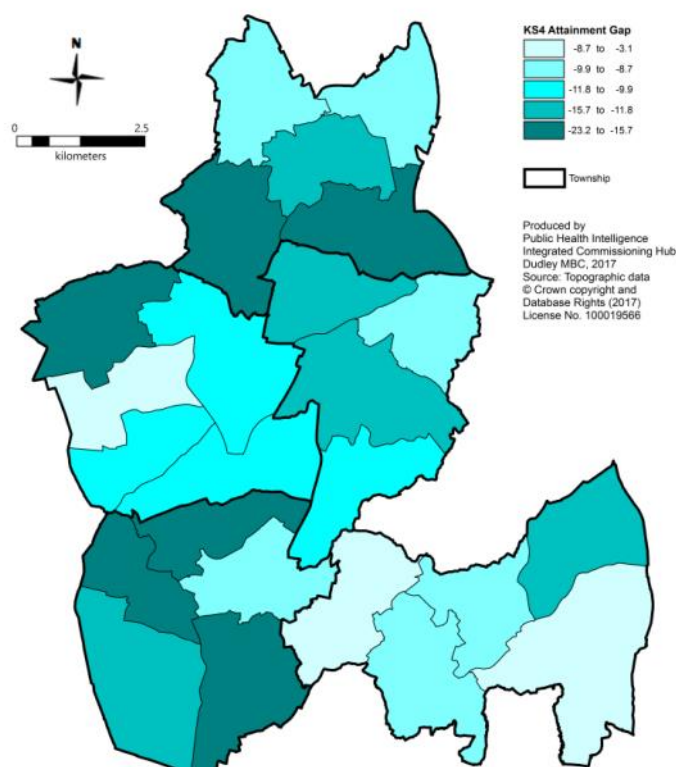 N
0 2.5
kilometers
KS4 Attainment Gap
-8.7 to -3.1
-9.9 to -8.7
-11.8 to -9.9
-15.7 to -11.8
-23.2 to -15.7
Township
Produced by
Public Health Intelligence
Integrated Commissioning Hub
Dudley MBC, 2017
Source: Topographic data
© Crown copyright and
Database Rights (2017)
License No. 100019566